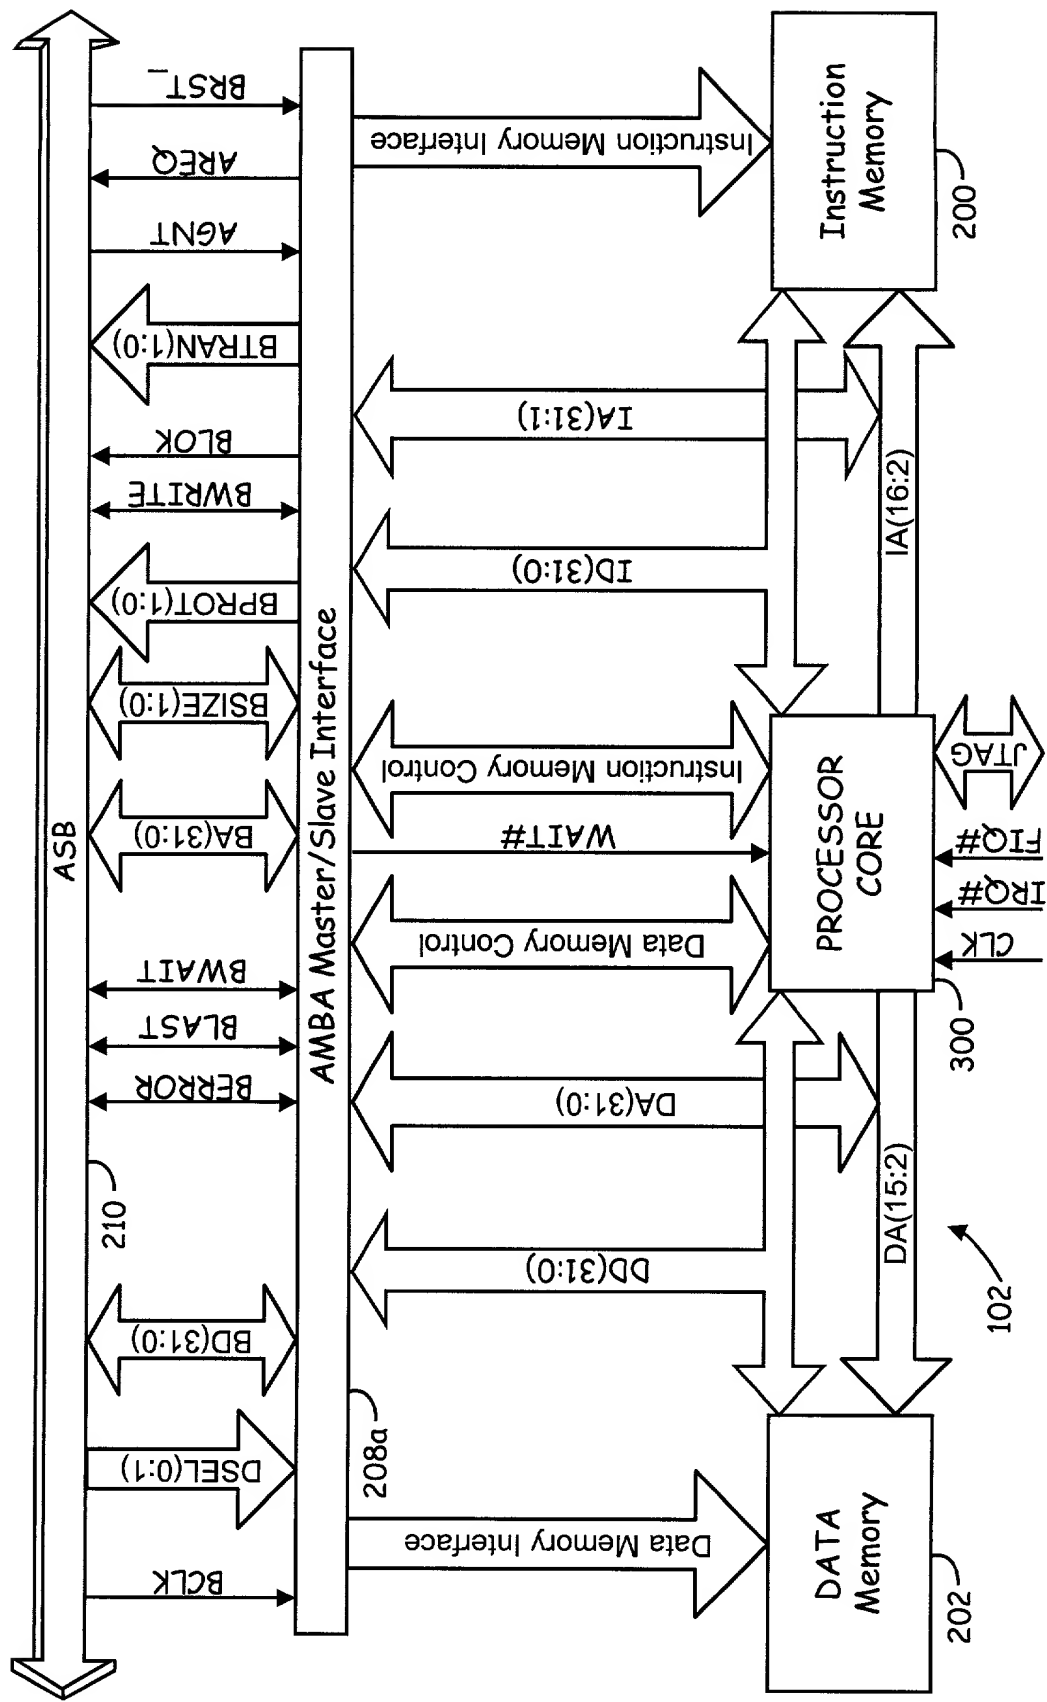 ASB
BRST_
AREQ
AGNT
BTRAN(1:0)
BLOK
BWRITE
BPROT(1:0)
BSIZE(1:0)
BA(31:0)
BWAIT
BLAST
BERROR
210
BD(31:0)
DSEL(0:1)
BCLK
AMBA Master/Slave Interface
208a
Instruction Memory Interface
IA(31:1)
ID(31:0)
Instruction Memory Control
WAIT#
Data Memory Control
DA(31:0)
DD(31:0)
Data Memory Interface
Instruction
Memory
200
IA(16:2)
PROCESSOR
CORE
300
JTAG
FIQ#
IRQ#
CLK
DA(15:2)
102
DATA
Memory
202